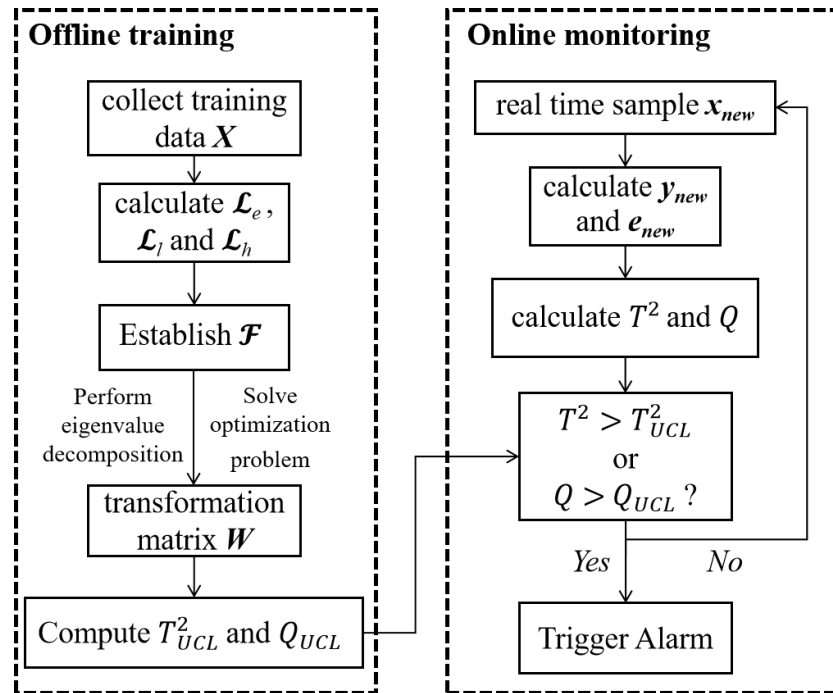 Offline training
collect training
data X
calculate 𝓛e ,
𝓛l and 𝓛h
Establish 𝓕
Perform
eigenvalue
decomposition
Solve
optimization
problem
transformation
matrix W
Compute T²UCL and QUCL
Online monitoring
real time sample xnew
calculate ynew
and enew
calculate T² and Q
T² > T²UCL
or
Q > QUCL ?
Yes
No
Trigger Alarm